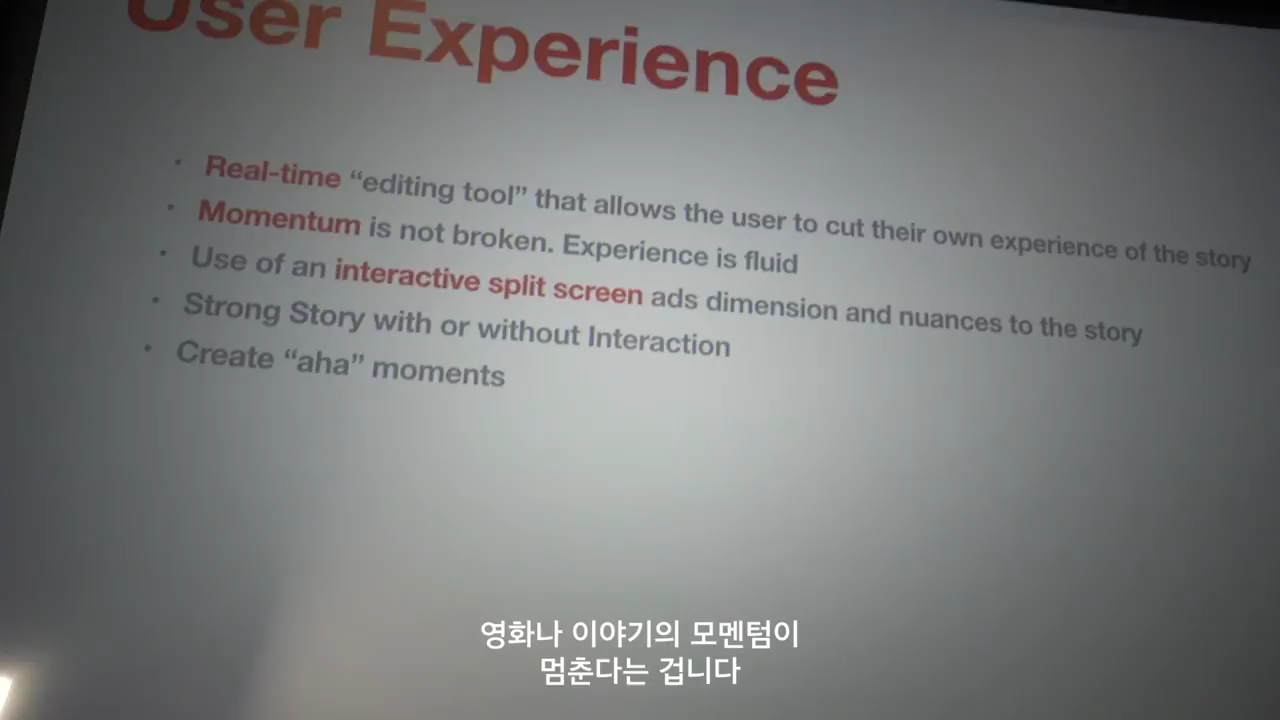 User Experience
• Real-time “editing tool” that allows the user to cut their own experience of the story
• Momentum is not broken. Experience is fluid
• Use of an interactive split screen ads dimension and nuances to the story
• Strong Story with or without Interaction
• Create “aha” moments
영화나 이야기의 모멘텀이
멈춘다는 겁니다